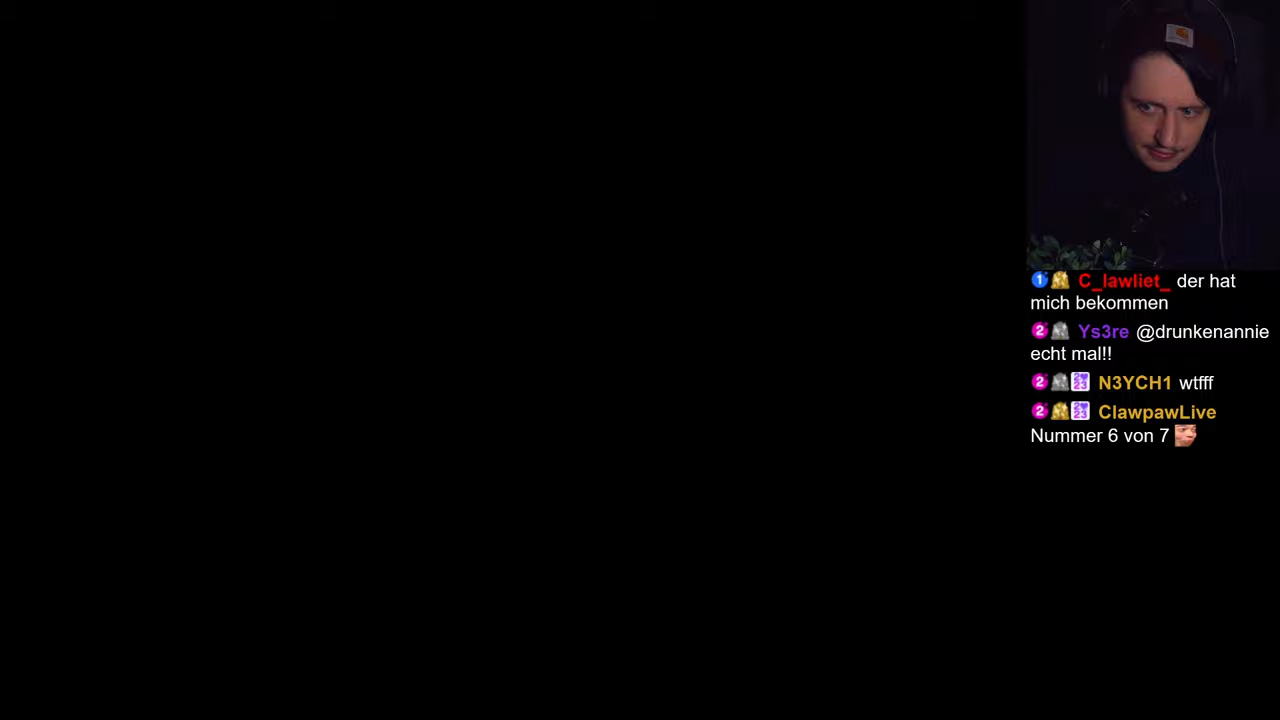 C_lawliet_ der hat
mich bekommen
Ys3re @drunkenannie
echt mal!!
N3YCH1 wtfff
ClawpawLive
Nummer 6 von 7